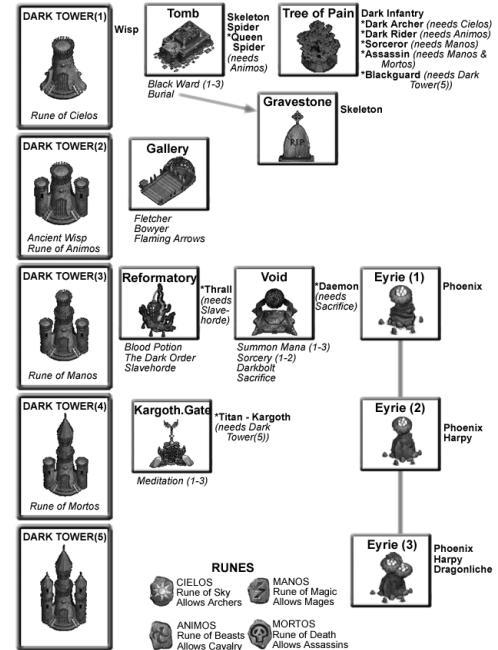 DARK TOWER(1)
Wisp
Rune of Cielos
Tomb
Skeleton
Spider
*Queen
Spider
(needs
Animos)
Black Ward (1-3)
Burial
Tree of Pain
Dark Infantry
*Dark Archer (needs Cielos)
*Dark Rider (needs Animos)
*Sorceror (needs Manos)
*Assassin (needs Manos &
Mortos)
*Blackguard (needs Dark
Tower(5))
Gravestone
RIP
Skeleton
DARK TOWER(2)
Ancient Wisp
Rune of Animos
Gallery
Fletcher
Bowyer
Flaming Arrows
DARK TOWER(3)
Rune of Manos
Reformatory
*Thrall
(needs
Slave-
horde)
Blood Potion
The Dark Order
Slavehorde
Void
*Daemon
(needs
Sacrifice)
Summon Mana (1-3)
Sorcery (1-2)
Darkbolt
Sacrifice
Eyrie (1)
Phoenix
DARK TOWER(4)
Rune of Mortos
Kargoth.Gate
*Titan - Kargoth
(needs Dark
Tower(5))
Meditation (1-3)
Eyrie (2)
Phoenix
Harpy
DARK TOWER(5)
Eyrie (3)
Phoenix
Harpy
Dragonliche
RUNES
CIELOS
Rune of Sky
Allows Archers
MANOS
Rune of Magic
Allows Mages
ANIMOS
Rune of Beasts
Allows Cavalry
MORTOS
Rune of Death
Allows Assassins